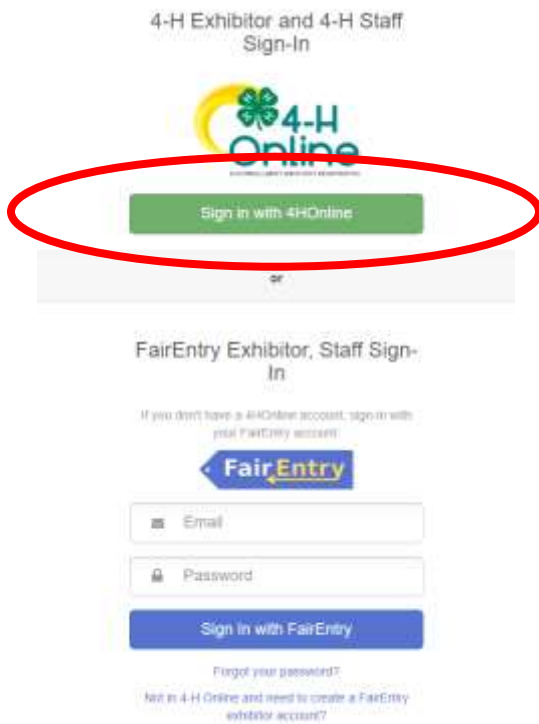 4-H Exhibitor and 4-H Staff
Sign-In
4-H
Online
Sign in with 4HOnline
or
FairEntry Exhibitor, Staff Sign-
In
If you don't have a 4HOnline account, sign-in with
your FairEntry account
FairEntry
Email
Password
Sign in with FairEntry
Forgot your password?
Not in 4-H Online and need to create a FairEntry
exhibitor account?